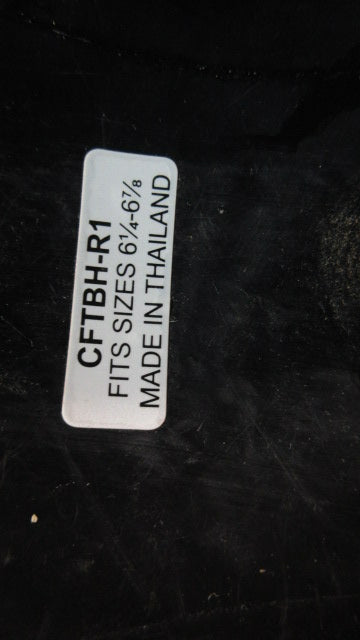 CFTBH-R1
FITS SIZES 6¼-6⅞
MADE IN THAILAND